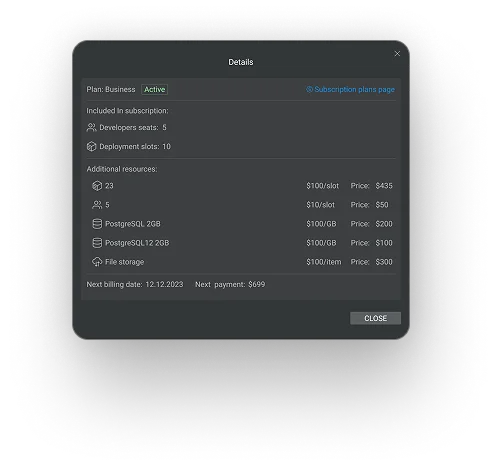 Details
Plan: Business Active Subscription plans page
Included In subscription:
Developers seats: 5
Deployment slots: 10
Additional resources:
23 $100/slot Price: $435
5 $10/slot Price: $50
PostgreSQL 2GB $100/GB Price: $200
PostgreSQL12 2GB $100/GB Price: $100
File storage $100/item Price: $300
Next billing date: 12.12.2023 Next payment: $699
CLOSE